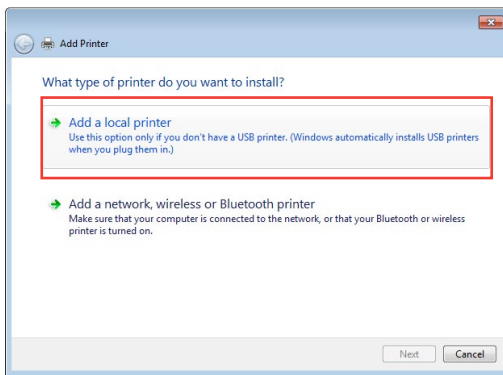 Add Printer
What type of printer do you want to install?
Add a local printer
Use this option only if you don't have a USB printer. (Windows automatically installs USB printers
when you plug them in.)
Add a network, wireless or Bluetooth printer
Make sure that your computer is connected to the network, or that your Bluetooth or wireless
printer is turned on.
Next Cancel